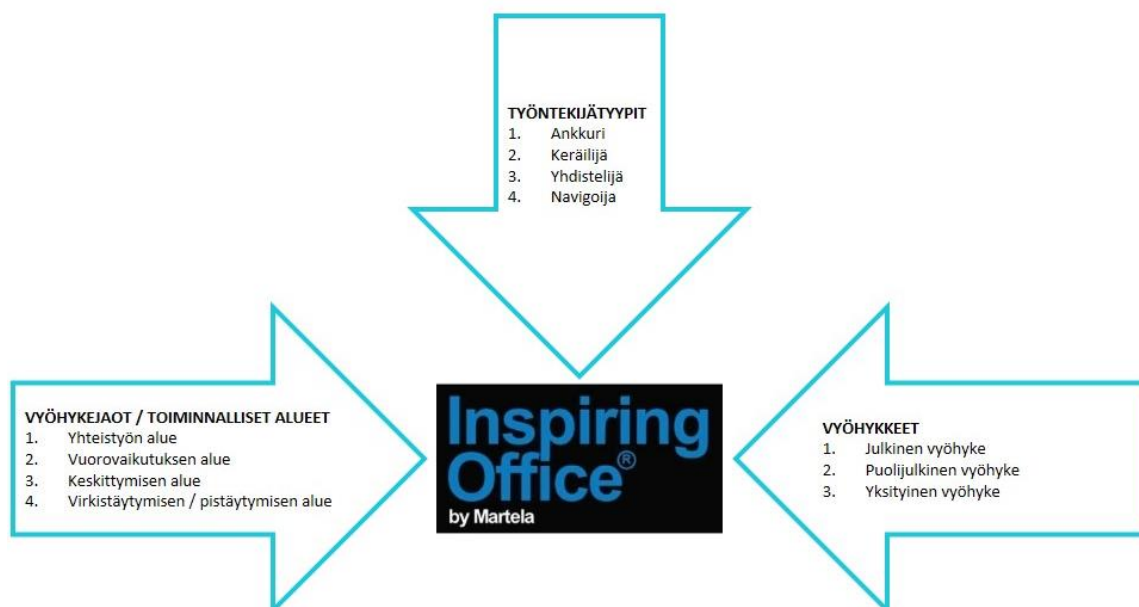 TYÖNTEKIJÄTYYPIT
1. Ankkuri
2. Keräilijä
3. Yhdistelijä
4. Navigoija
VYÖHYKEJAOT / TOIMINNALLISET ALUEET
1. Yhteistyön alue
2. Vuorovaikutuksen alue
3. Keskittymisen alue
4. Virkistäytymisen / pistäytymisen alue
Inspiring
Office®
by Martela
VYÖHYKKEET
1. Julkinen vyöhyke
2. Puolijulkinen vyöhyke
3. Yksityinen vyöhyke